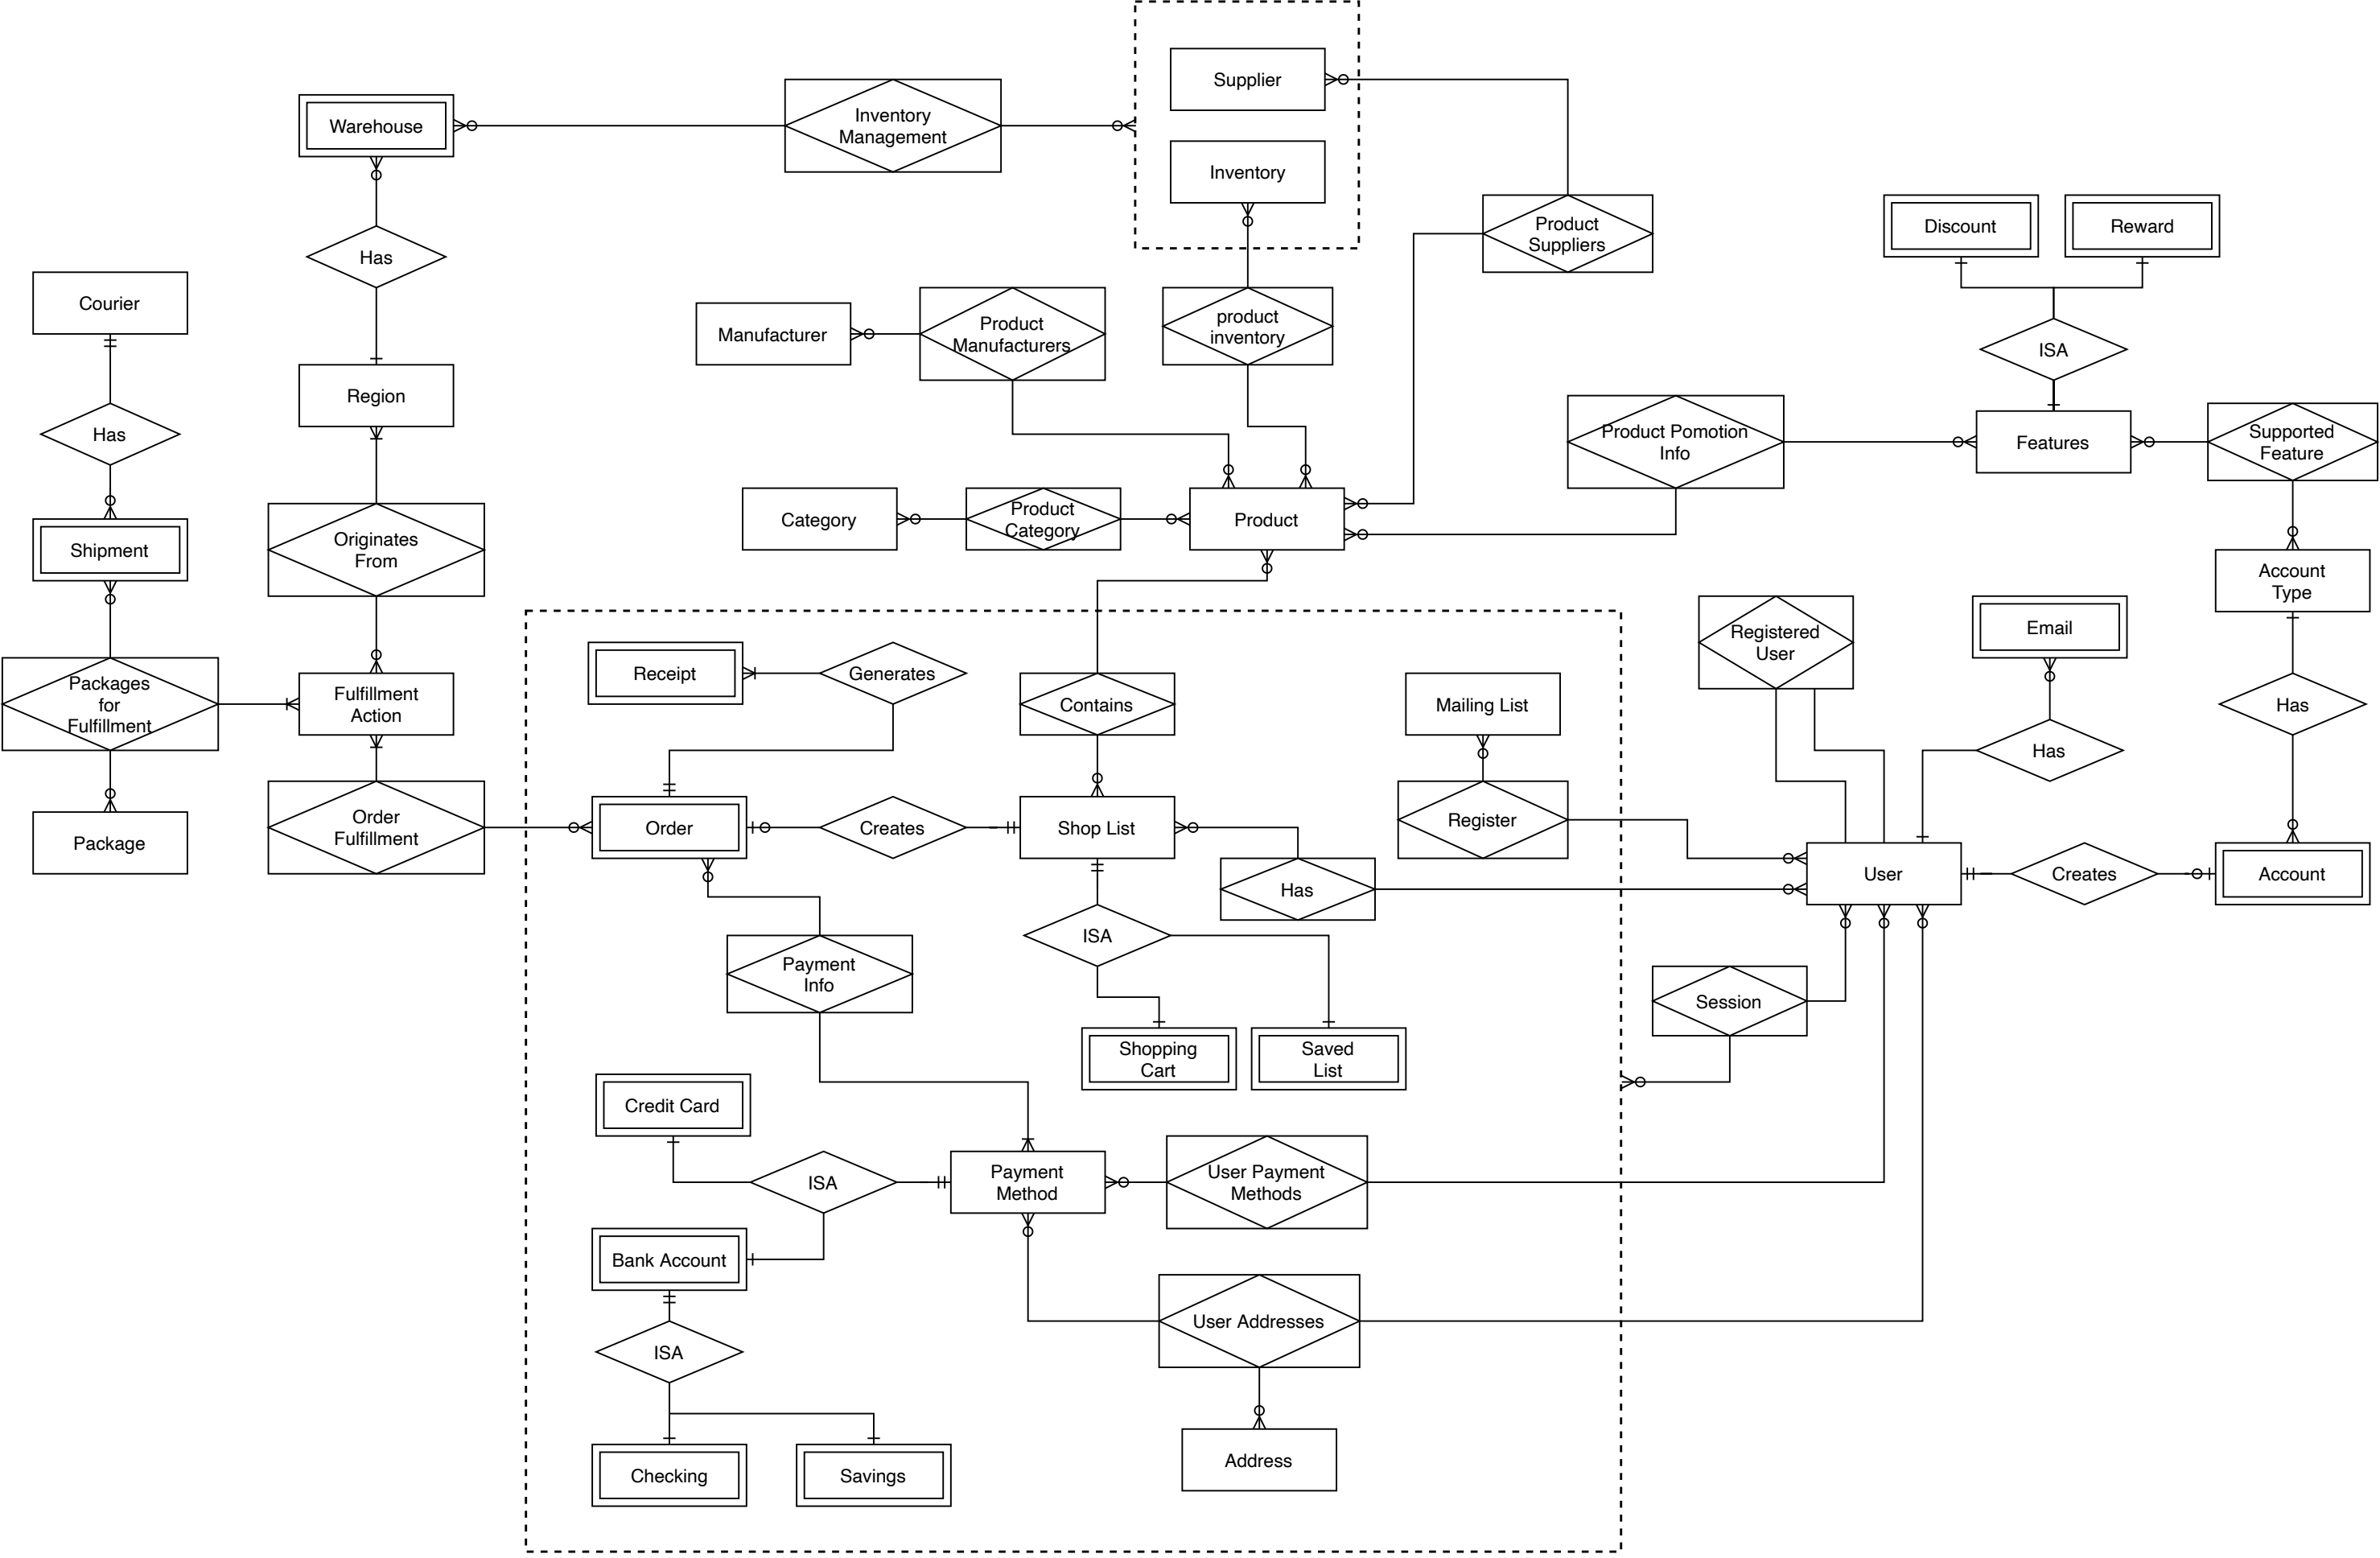 Supplier
Warehouse
Inventory
Management
Inventory
Product
Suppliers
Discount
Reward
Has
Courier
Manufacturer
Product
Manufacturers
product
inventory
ISA
Region
Has
Product Pomotion
Info
Features
Supported
Feature
Category
Product
Category
Product
Shipment
Originates
From
Account
Type
Registered
User
Email
Receipt
Generates
Packages
for
Fulfillment
Fulfillment
Action
Contains
Mailing List
Has
Has
Package
Order
Fulfillment
Order
Creates
Shop List
Register
Has
User
Creates
Account
ISA
Payment
Info
Session
Shopping
Cart
Saved
List
Credit Card
ISA
Payment
Method
User Payment
Methods
Bank Account
User Addresses
ISA
Address
Checking
Savings